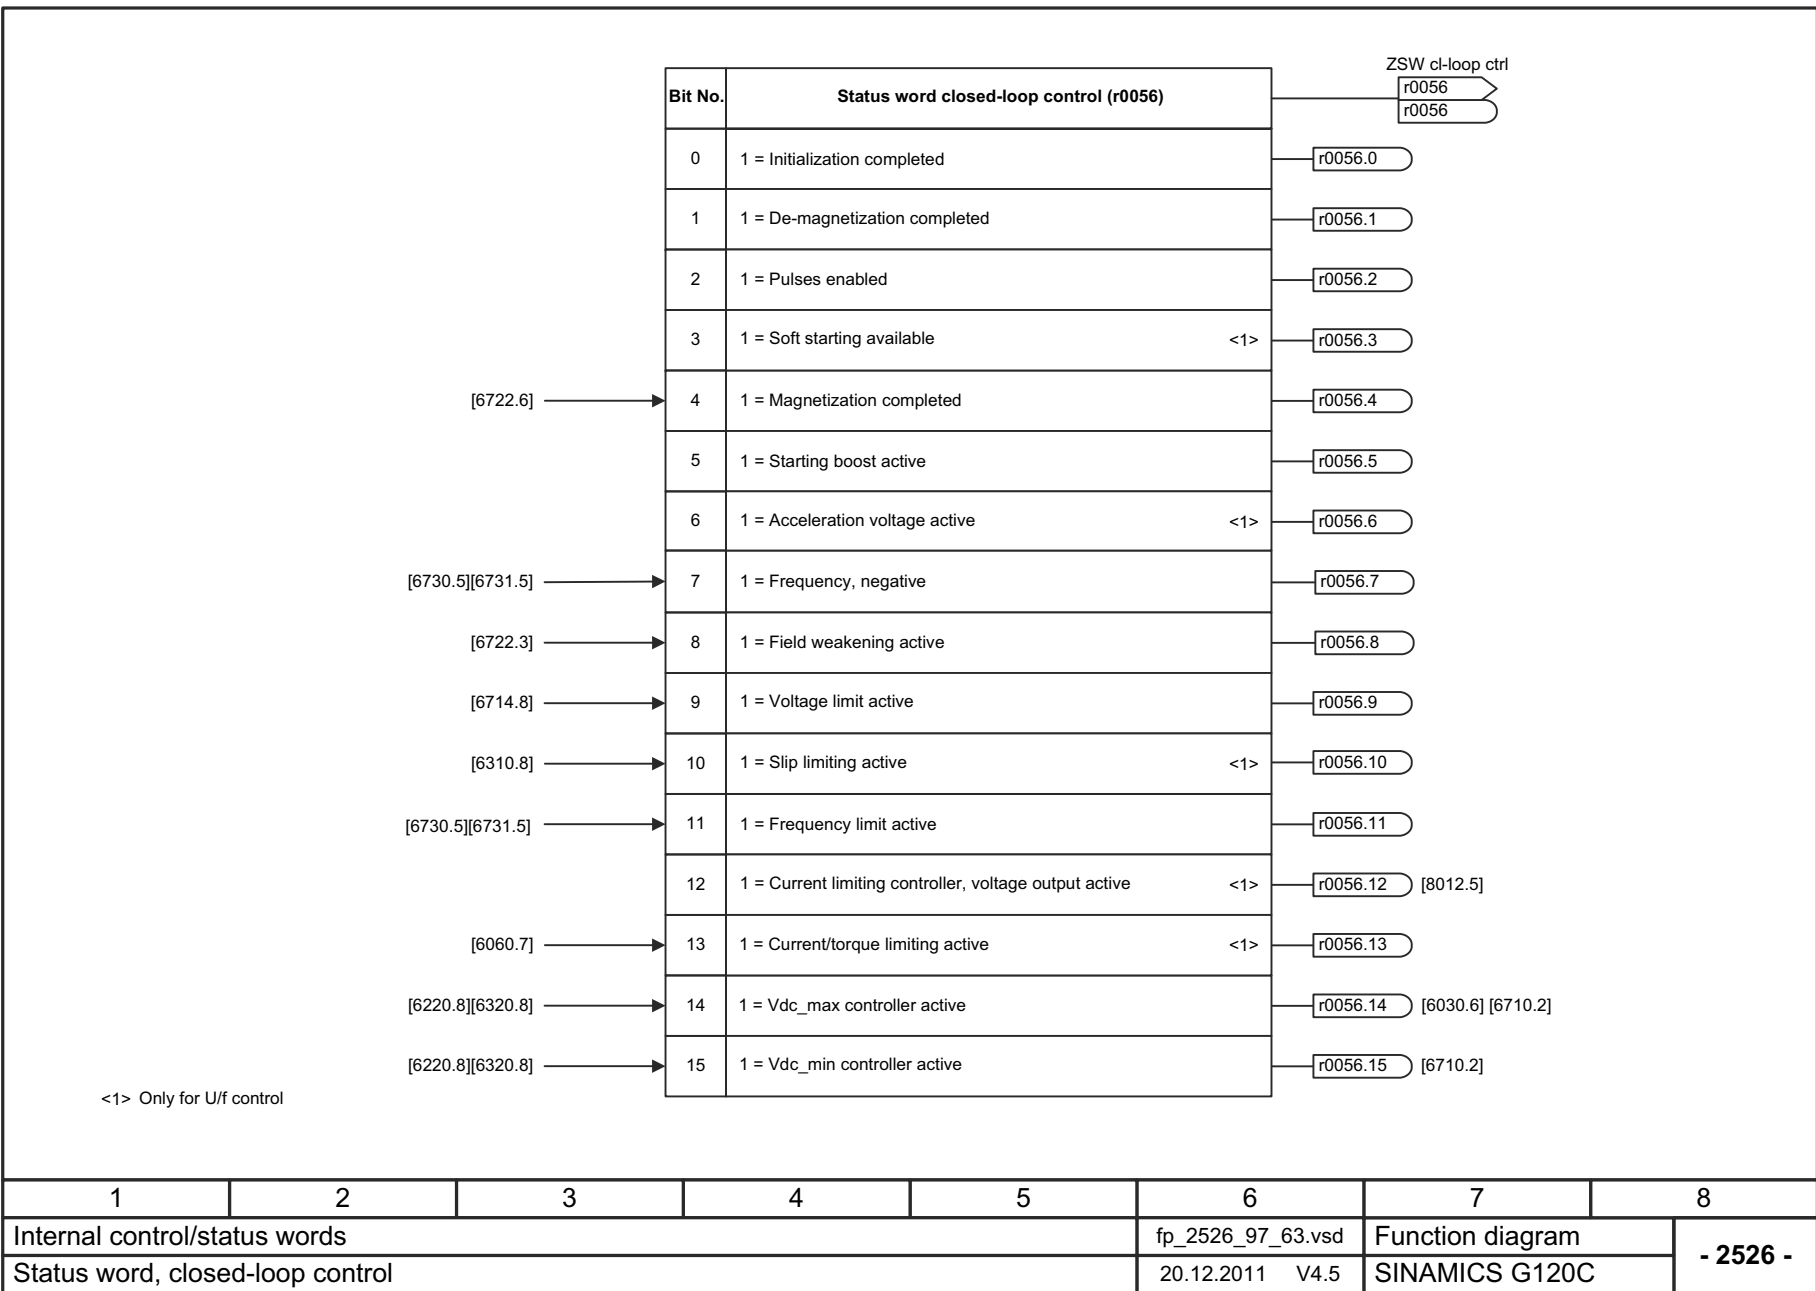 ZSW cl-loop ctrl
Bit No. Status word closed-loop control (r0056) r0056
r0056
0 1 = Initialization completed r0056.0
1 1 = De-magnetization completed r0056.1
2 1 = Pulses enabled r0056.2
3 1 = Soft starting available <1> r0056.3
[6722.6] 4 1 = Magnetization completed r0056.4
5 1 = Starting boost active r0056.5
6 1 = Acceleration voltage active <1> r0056.6
[6730.5][6731.5] 7 1 = Frequency, negative r0056.7
[6722.3] 8 1 = Field weakening active r0056.8
[6714.8] 9 1 = Voltage limit active r0056.9
[6310.8] 10 1 = Slip limiting active <1> r0056.10
[6730.5][6731.5] 11 1 = Frequency limit active r0056.11
12 1 = Current limiting controller, voltage output active <1> r0056.12 [8012.5]
[6060.7] 13 1 = Current/torque limiting active <1> r0056.13
[6220.8][6320.8] 14 1 = Vdc_max controller active r0056.14 [6030.6] [6710.2]
[6220.8][6320.8] 15 1 = Vdc_min controller active r0056.15 [6710.2]
<1> Only for U/f control
1 2 3 4 5 6 7 8
Internal control/status words fp_2526_97_63.vsd Function diagram - 2526 -
Status word, closed-loop control 20.12.2011 V4.5 SINAMICS G120C